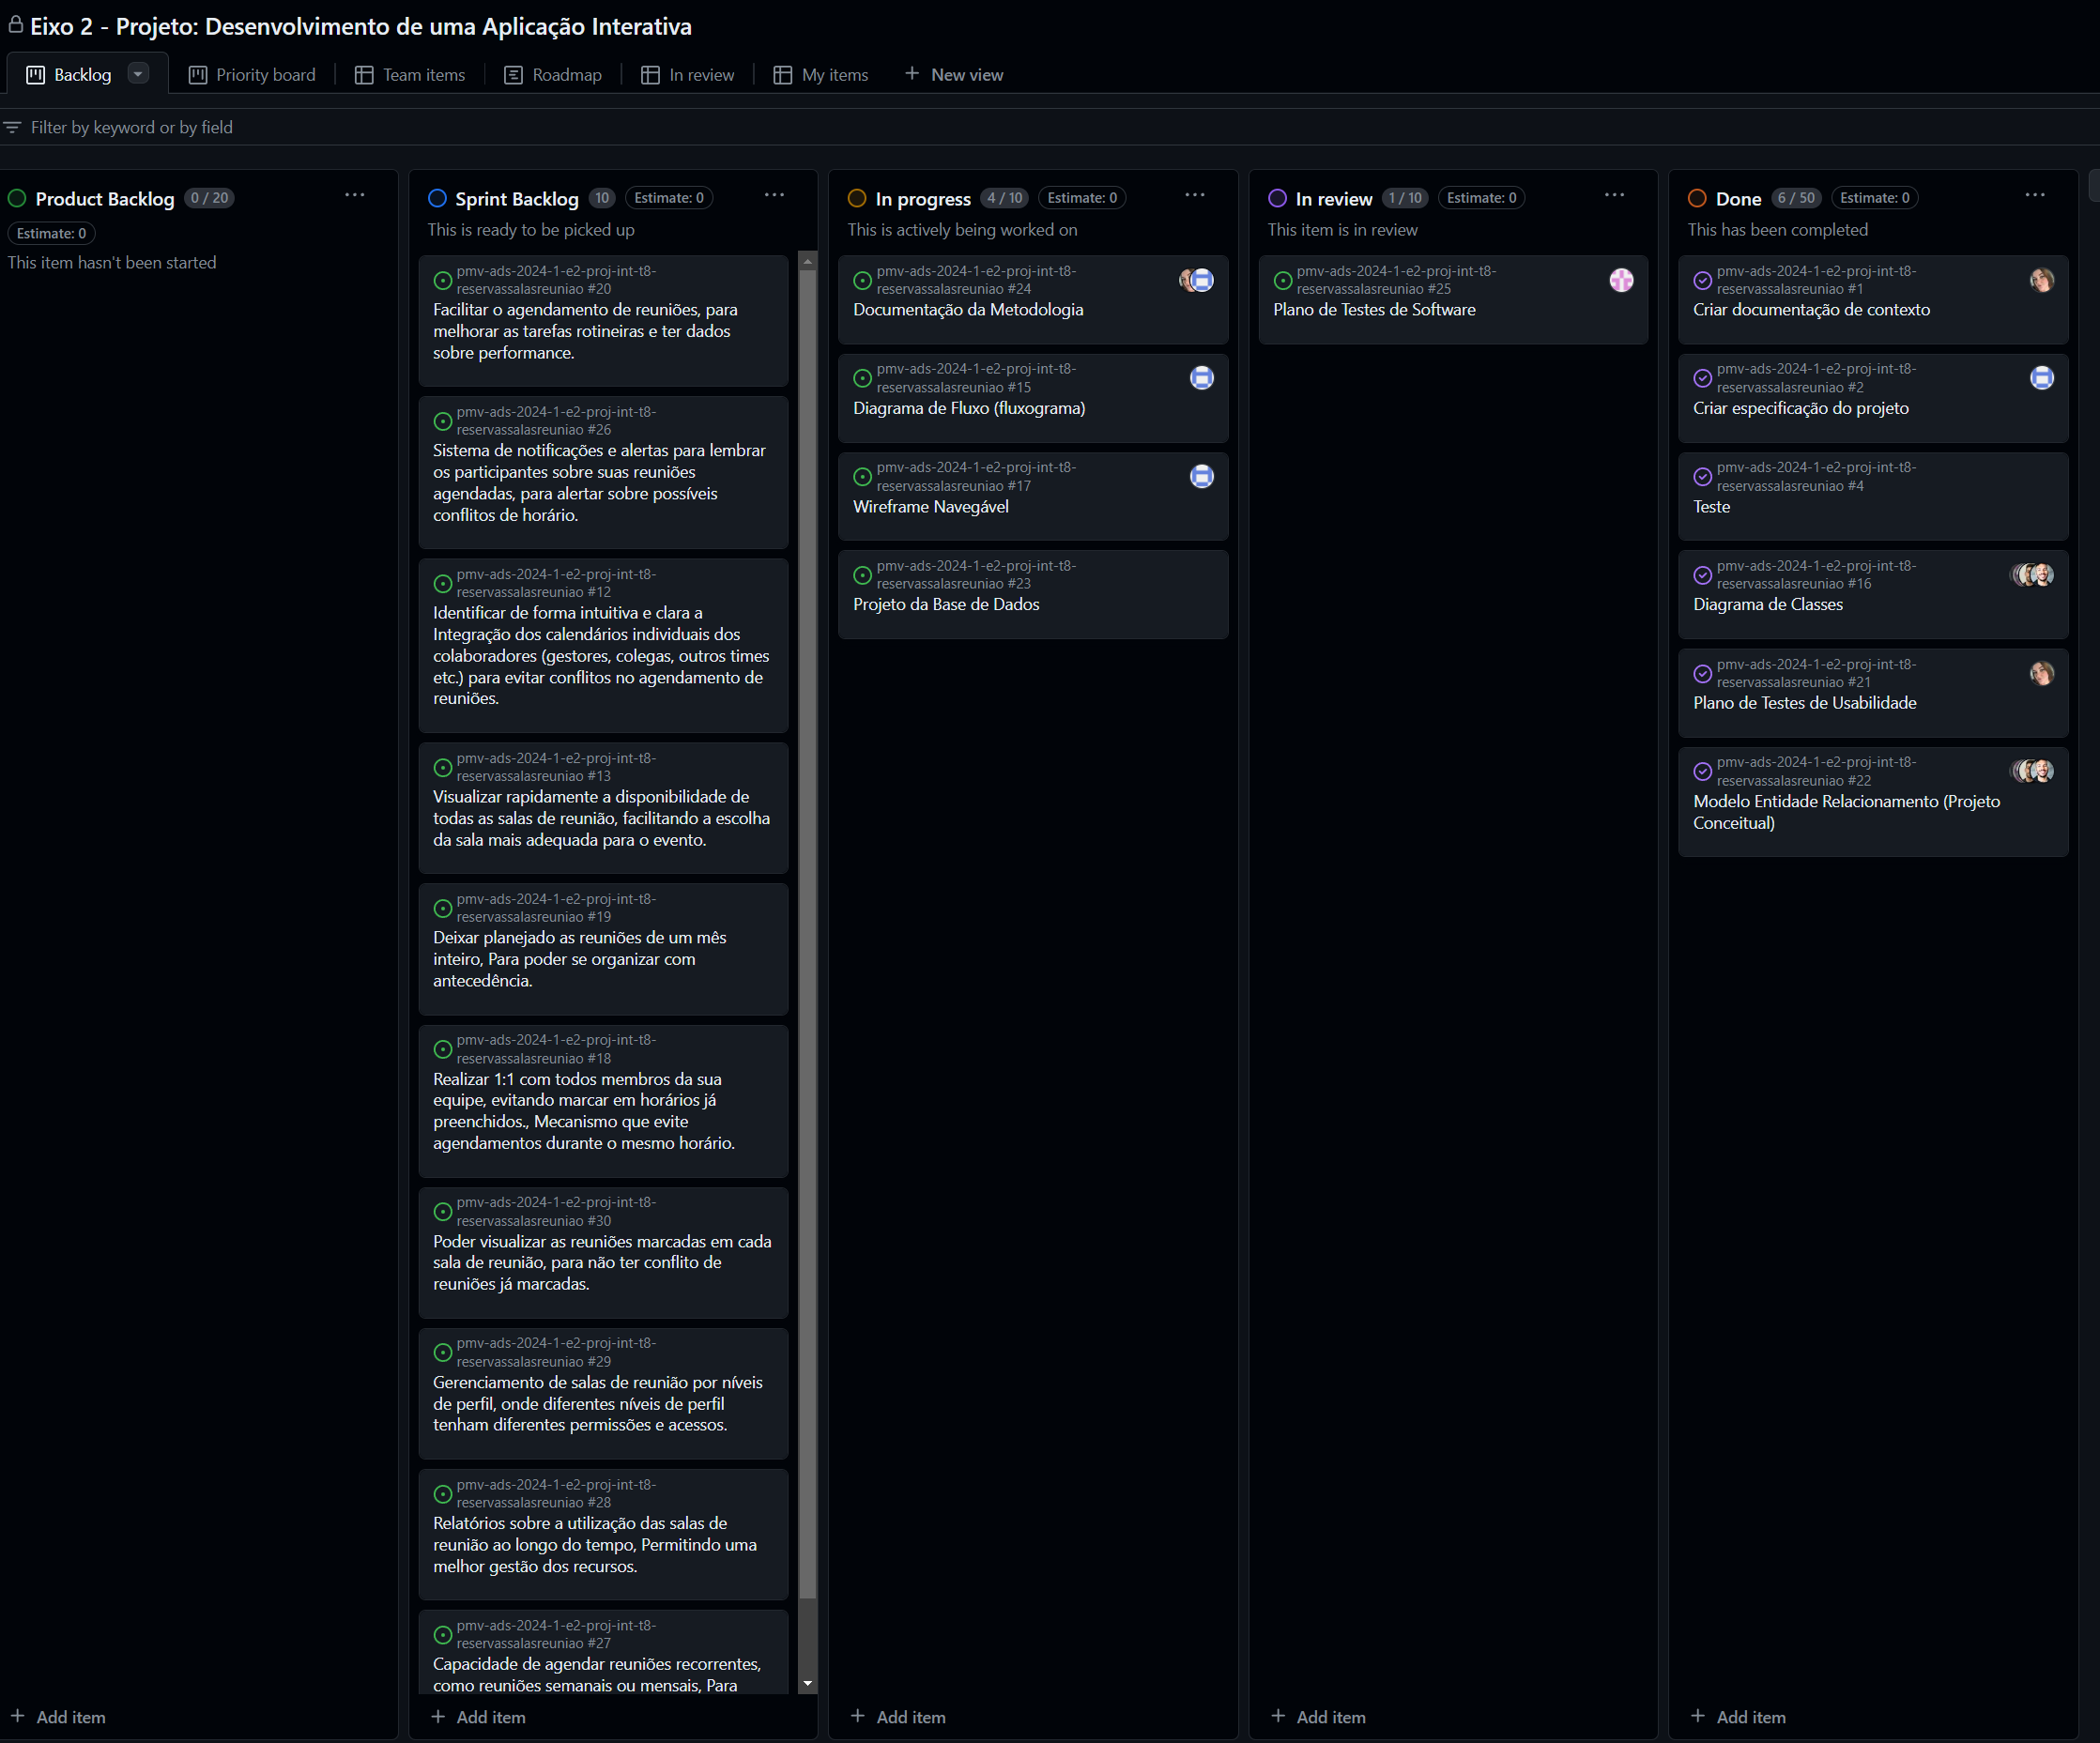 Eixo 2 - Projeto: Desenvolvimento de uma Aplicação Interativa
Backlog
Priority board
Team items
Roadmap
In review
My items
New view
Filter by keyword or by field
Product Backlog 0 / 20
Estimate: 0
This item hasn't been started
Add item
Sprint Backlog 10 Estimate: 0
This is ready to be picked up
pmv-ads-2024-1-e2-proj-int-t8-
reservassalasreuniao #20
Facilitar o agendamento de reuniões, para
melhorar as tarefas rotineiras e ter dados
sobre performance.
pmv-ads-2024-1-e2-proj-int-t8-
reservassalasreuniao #26
Sistema de notificações e alertas para lembrar
os participantes sobre suas reuniões
agendadas, para alertar sobre possíveis
conflitos de horário.
pmv-ads-2024-1-e2-proj-int-t8-
reservassalasreuniao #12
Identificar de forma intuitiva e clara a
Integração dos calendários individuais dos
colaboradores (gestores, colegas, outros times
etc.) para evitar conflitos no agendamento de
reuniões.
pmv-ads-2024-1-e2-proj-int-t8-
reservassalasreuniao #13
Visualizar rapidamente a disponibilidade de
todas as salas de reunião, facilitando a escolha
da sala mais adequada para o evento.
pmv-ads-2024-1-e2-proj-int-t8-
reservassalasreuniao #19
Deixar planejado as reuniões de um mês
inteiro, Para poder se organizar com
antecedência.
pmv-ads-2024-1-e2-proj-int-t8-
reservassalasreuniao #18
Realizar 1:1 com todos membros da sua
equipe, evitando marcar em horários já
preenchidos., Mecanismo que evite
agendamentos durante o mesmo horário.
pmv-ads-2024-1-e2-proj-int-t8-
reservassalasreuniao #30
Poder visualizar as reuniões marcadas em cada
sala de reunião, para não ter conflito de
reuniões já marcadas.
pmv-ads-2024-1-e2-proj-int-t8-
reservassalasreuniao #29
Gerenciamento de salas de reunião por níveis
de perfil, onde diferentes níveis de perfil
tenham diferentes permissões e acessos.
pmv-ads-2024-1-e2-proj-int-t8-
reservassalasreuniao #28
Relatórios sobre a utilização das salas de
reunião ao longo do tempo, Permitindo uma
melhor gestão dos recursos.
pmv-ads-2024-1-e2-proj-int-t8-
reservassalasreuniao #27
Capacidade de agendar reuniões recorrentes,
como reuniões semanais ou mensais, Para
Add item
In progress 4 / 10 Estimate: 0
This is actively being worked on
pmv-ads-2024-1-e2-proj-int-t8-
reservassalasreuniao #24
Documentação da Metodologia
pmv-ads-2024-1-e2-proj-int-t8-
reservassalasreuniao #15
Diagrama de Fluxo (fluxograma)
pmv-ads-2024-1-e2-proj-int-t8-
reservassalasreuniao #17
Wireframe Navegável
pmv-ads-2024-1-e2-proj-int-t8-
reservassalasreuniao #23
Projeto da Base de Dados
Add item
In review 1 / 10 Estimate: 0
This item is in review
pmv-ads-2024-1-e2-proj-int-t8-
reservassalasreuniao #25
Plano de Testes de Software
Add item
Done 6 / 50 Estimate: 0
This has been completed
pmv-ads-2024-1-e2-proj-int-t8-
reservassalasreuniao #1
Criar documentação de contexto
pmv-ads-2024-1-e2-proj-int-t8-
reservassalasreuniao #2
Criar especificação do projeto
pmv-ads-2024-1-e2-proj-int-t8-
reservassalasreuniao #4
Teste
pmv-ads-2024-1-e2-proj-int-t8-
reservassalasreuniao #16
Diagrama de Classes
pmv-ads-2024-1-e2-proj-int-t8-
reservassalasreuniao #21
Plano de Testes de Usabilidade
pmv-ads-2024-1-e2-proj-int-t8-
reservassalasreuniao #22
Modelo Entidade Relacionamento (Projeto
Conceitual)
Add item